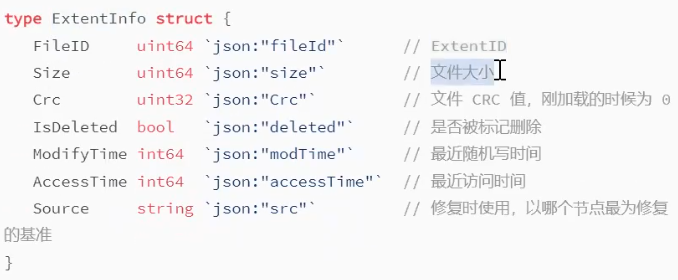 type ExtentInfo struct {
FileID uint64 `json:"fileId"` // ExtentID
Size uint64 `json:"size"` // 文件大小
Crc uint32 `json:"Crc"` // 文件 CRC 值，刚加载的时候为 0
IsDeleted bool `json:"deleted"` // 是否被标记删除
ModifyTime int64 `json:"modTime"` // 最近随机写时间
AccessTime int64 `json:"accessTime"` // 最近访问时间
Source string `json:"src"` // 修复时使用，以哪个节点最为修复
的基准
}